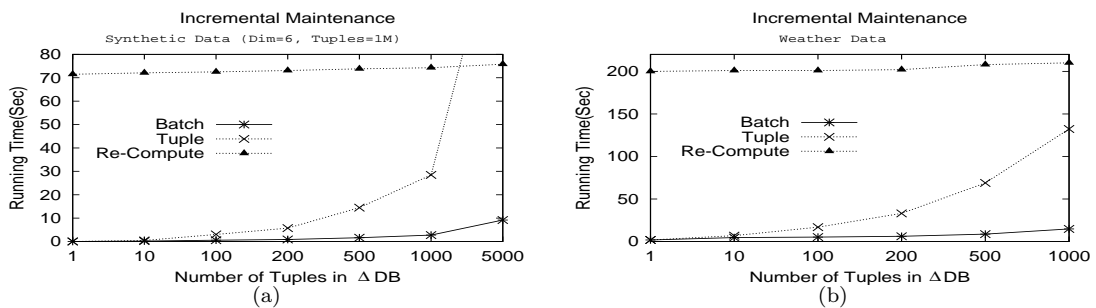 Incremental Maintenance
Synthetic Data (Dim=6, Tuples=1M)
80
70
60
50
40
30
20
10
0
Running Time(Sec)
Batch
Tuple
Re-Compute
1 10 100 200 500 1000 5000
Number of Tuples in Δ DB
(a)
Incremental Maintenance
Weather Data
200
150
100
50
0
Running Time(Sec)
Batch
Tuple
Re-Compute
1 10 100 200 500 1000
Number of Tuples in Δ DB
(b)